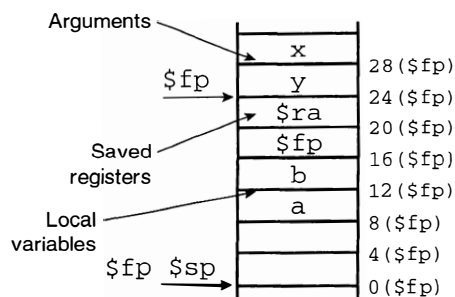 Arguments
x
28($fp)
$fp
y
24($fp)
$ra
20($fp)
Saved
registers
$fp
16($fp)
b
12($fp)
Local
variables
a
8($fp)
4($fp)
$fp $sp
0($fp)